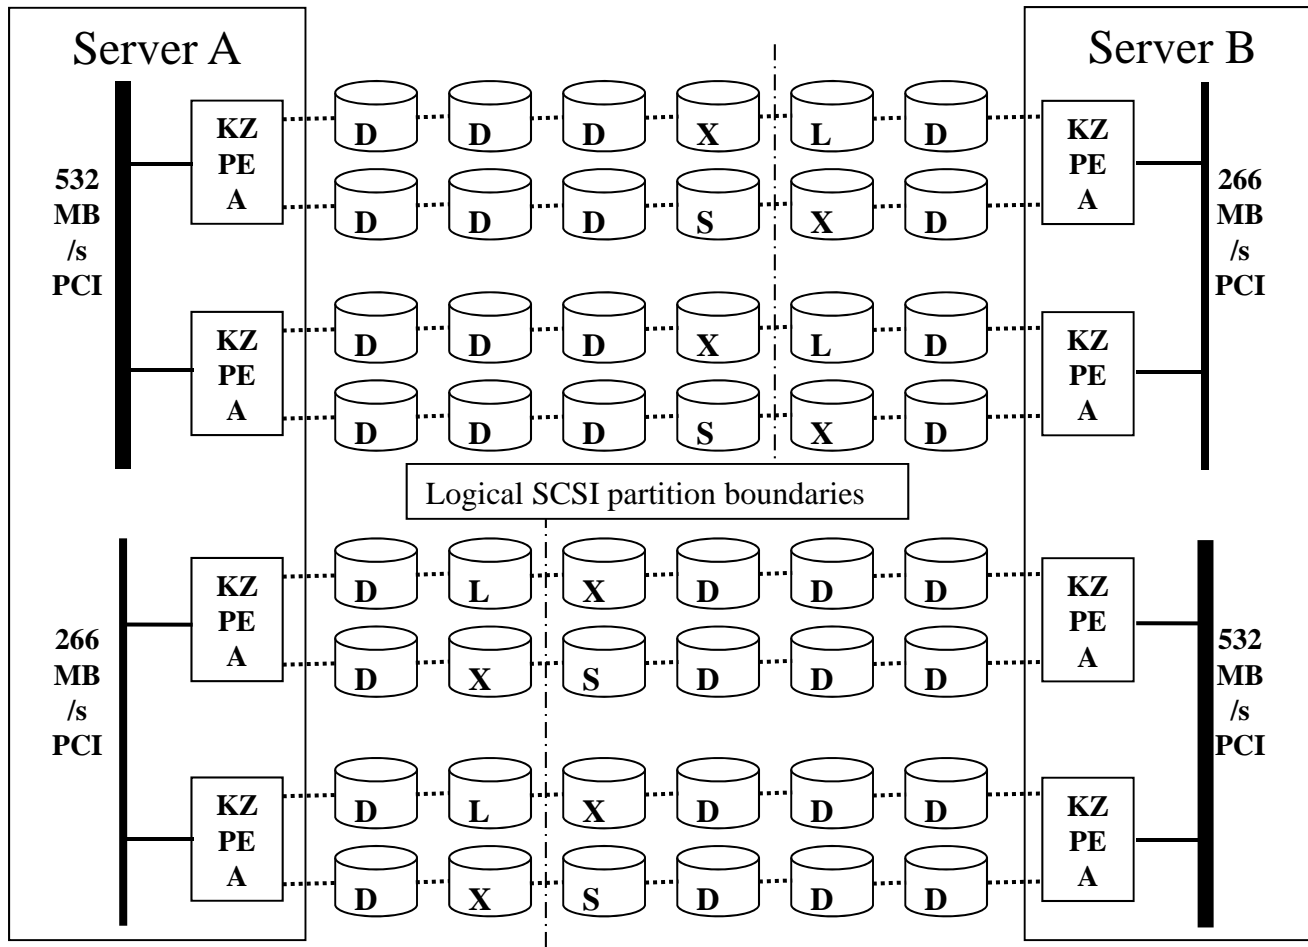 Server A
Server B
KZ
PE
A
D D D X L D
KZ
PE
A
532
MB
/s
PCI
D D D S X D
266
MB
/s
PCI
KZ
PE
A
D D D X L D
KZ
PE
A
D D D S X D
Logical SCSI partition boundaries
KZ
PE
A
D L X D D D
KZ
PE
A
266
MB
/s
PCI
D X S D D D
532
MB
/s
PCI
KZ
PE
A
D L X D D D
KZ
PE
A
D X S D D D